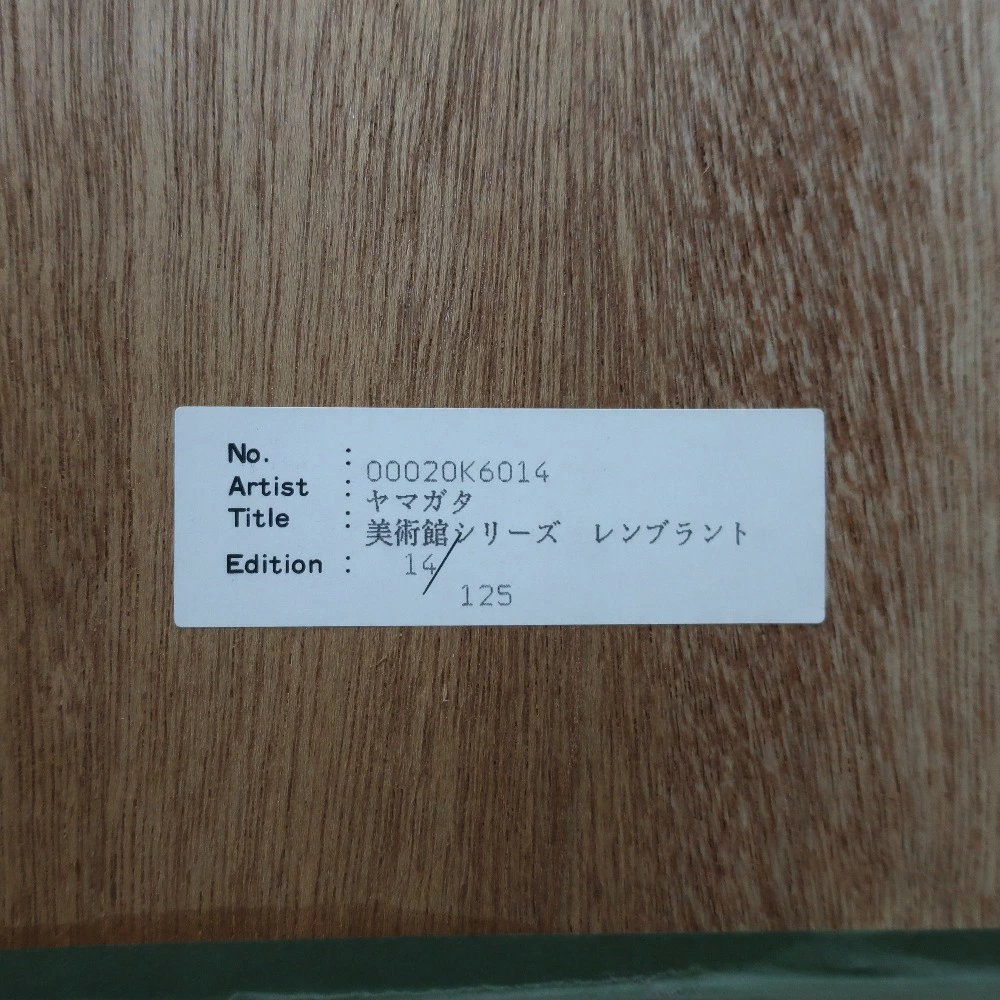 No. : 00020K6014
Artist : ヤマガタ
Title : 美術館シリーズ　レンブラント
Edition : 14/
125